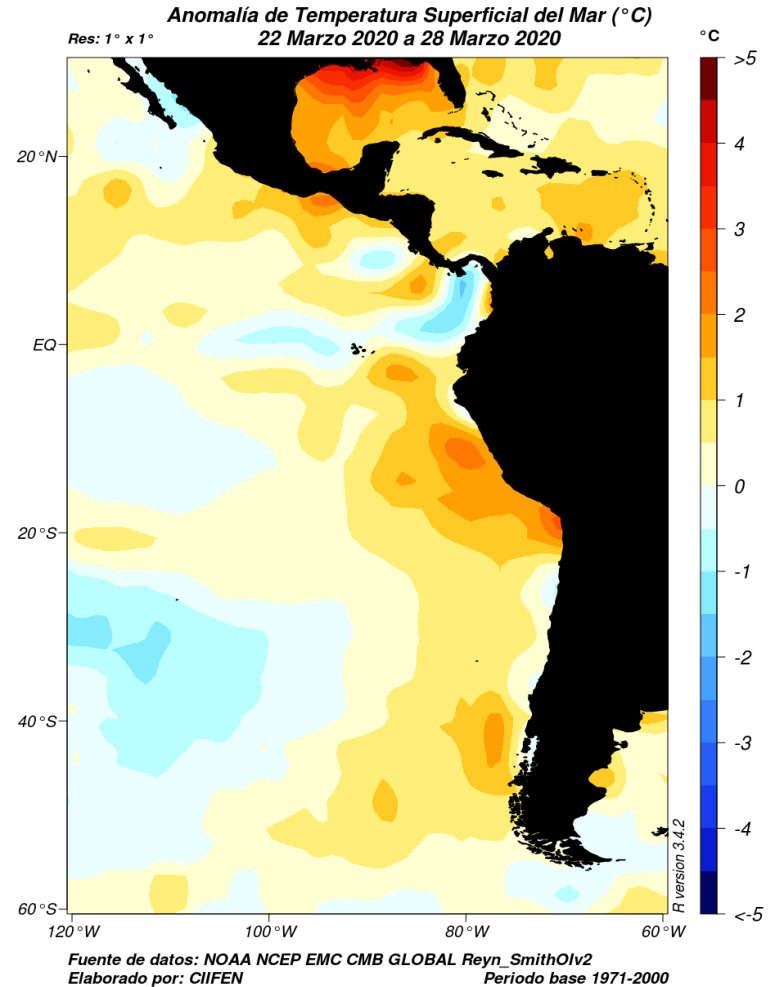 Anomalía de Temperatura Superficial del Mar (°C)
Res: 1° x 1°
22 Marzo 2020 a 28 Marzo 2020
°C
>5
4
3
2
1
0
-1
-2
-3
-4
<-5
20°N
EQ
20°S
40°S
60°S
120°W
100°W
80°W
60°W
R version 3.4.2
Fuente de datos: NOAA NCEP EMC CMB GLOBAL Reyn_SmithOIv2
Elaborado por: CIIFEN
Periodo base 1971-2000